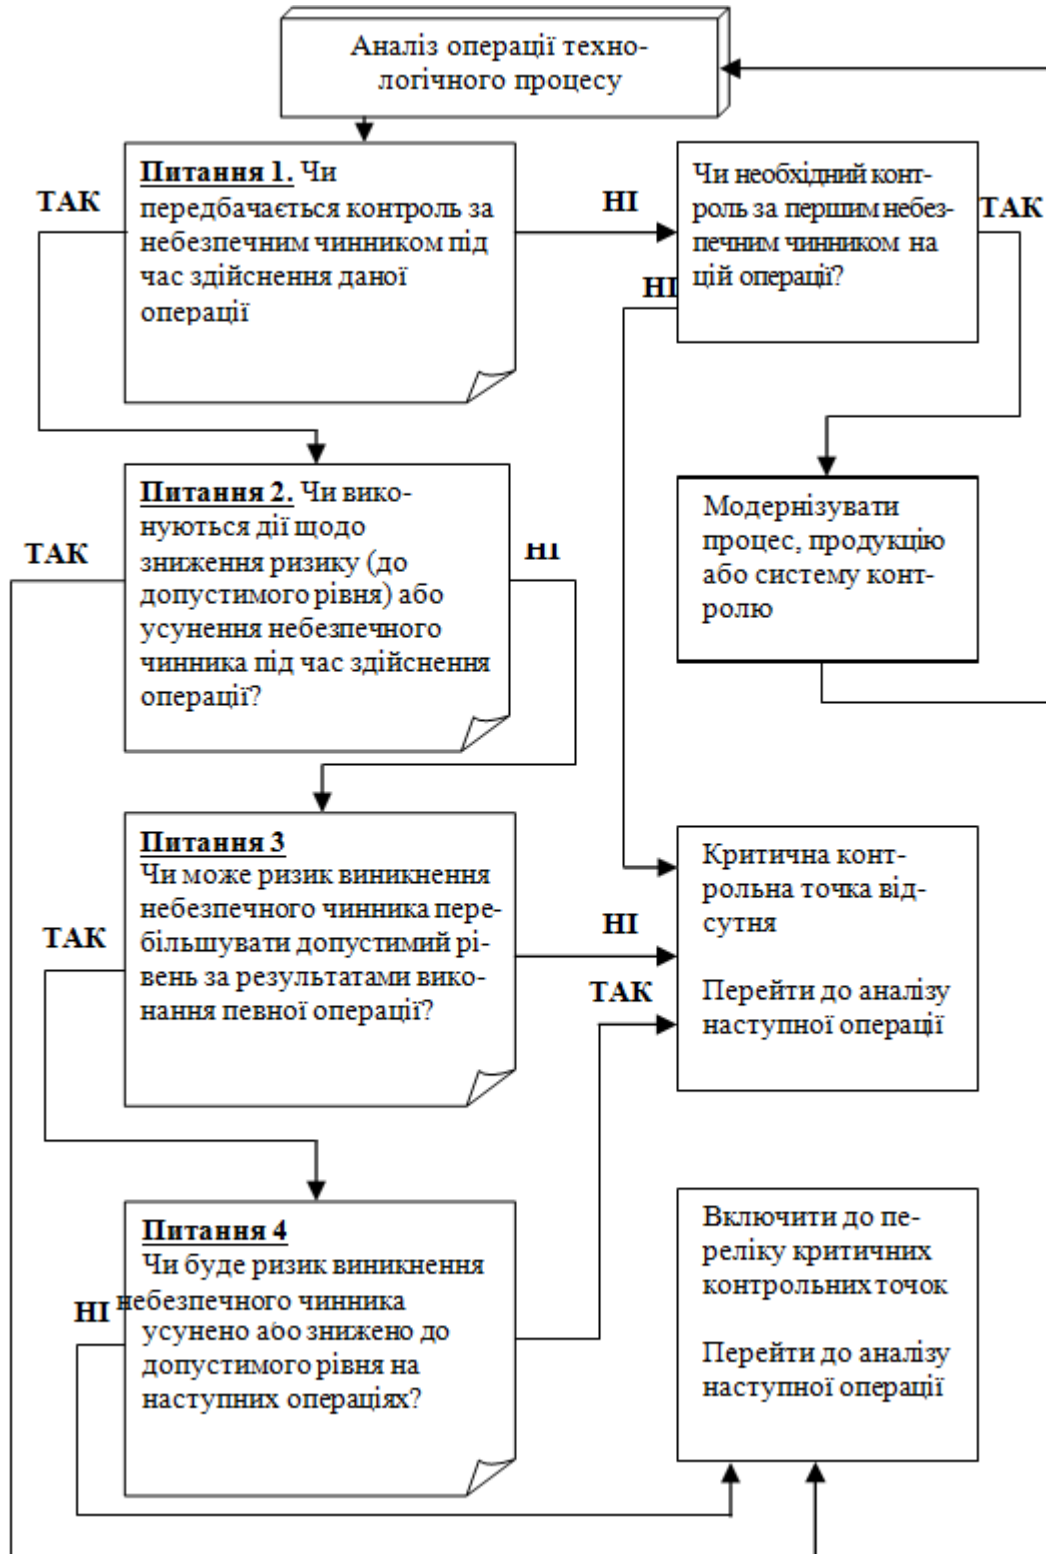 Аналіз операції техно-
логічного процесу
Питання 1. Чи
передбачається контроль за
небезпечним чинником під
час здійснення даної
операції
ТАК
НІ
Чи необхідний конт-
роль за першим небез-
печним чинником на
цій операції?
ТАК
НІ
Питання 2. Чи вико-
нуються дії щодо
зниження ризику (до
допустимого рівня) або
усунення небезпечного
чинника під час здійснення
операції?
ТАК
НІ
Модернізувати
процес, продукцію
або систему конт-
ролю
Питання 3
Чи може ризик виникнення
небезпечного чинника пере-
більшувати допустимий рі-
вень за результатами вико-
нання певної операції?
ТАК
НІ
ТАК
Критична конт-
рольна точка від-
сутня
Перейти до аналізу
наступної операції
Питання 4
Чи буде ризик виникнення
небезпечного чинника
усунено або знижено до
допустимого рівня на
наступних операціях?
НІ
Включити до пе-
реліку критичних
контрольних точок
Перейти до аналізу
наступної операції